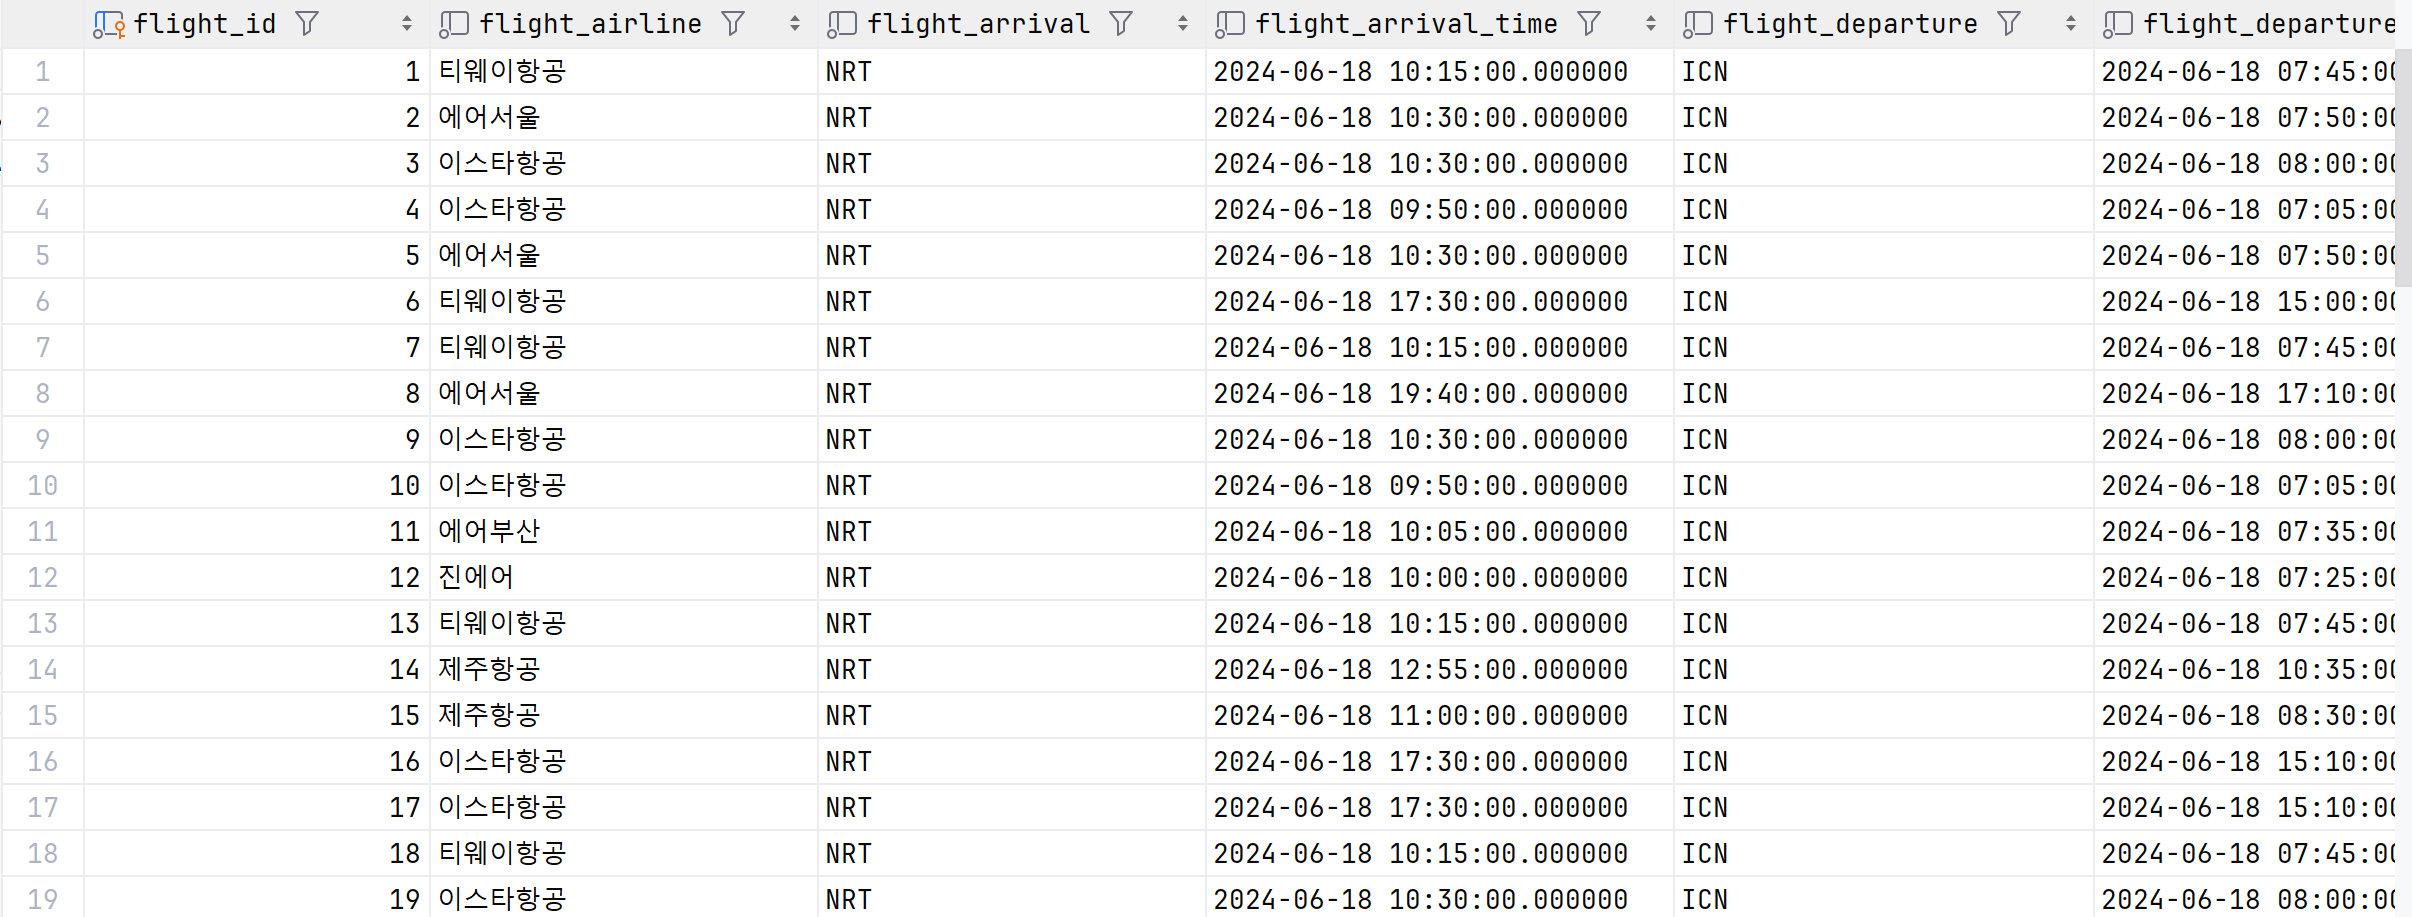 flight_id flight_airline flight_arrival flight_arrival_time flight_departure flight_departure
1 1 티웨이항공 NRT 2024-06-18 10:15:00.000000 ICN 2024-06-18 07:45:00
2 2 에어서울 NRT 2024-06-18 10:30:00.000000 ICN 2024-06-18 07:50:00
3 3 이스타항공 NRT 2024-06-18 10:30:00.000000 ICN 2024-06-18 08:00:00
4 4 이스타항공 NRT 2024-06-18 09:50:00.000000 ICN 2024-06-18 07:05:00
5 5 에어서울 NRT 2024-06-18 10:30:00.000000 ICN 2024-06-18 07:50:00
6 6 티웨이항공 NRT 2024-06-18 17:30:00.000000 ICN 2024-06-18 15:00:00
7 7 티웨이항공 NRT 2024-06-18 10:15:00.000000 ICN 2024-06-18 07:45:00
8 8 에어서울 NRT 2024-06-18 19:40:00.000000 ICN 2024-06-18 17:10:00
9 9 이스타항공 NRT 2024-06-18 10:30:00.000000 ICN 2024-06-18 08:00:00
10 10 이스타항공 NRT 2024-06-18 09:50:00.000000 ICN 2024-06-18 07:05:00
11 11 에어부산 NRT 2024-06-18 10:05:00.000000 ICN 2024-06-18 07:35:00
12 12 진에어 NRT 2024-06-18 10:00:00.000000 ICN 2024-06-18 07:25:00
13 13 티웨이항공 NRT 2024-06-18 10:15:00.000000 ICN 2024-06-18 07:45:00
14 14 제주항공 NRT 2024-06-18 12:55:00.000000 ICN 2024-06-18 10:35:00
15 15 제주항공 NRT 2024-06-18 11:00:00.000000 ICN 2024-06-18 08:30:00
16 16 이스타항공 NRT 2024-06-18 17:30:00.000000 ICN 2024-06-18 15:10:00
17 17 이스타항공 NRT 2024-06-18 17:30:00.000000 ICN 2024-06-18 15:10:00
18 18 티웨이항공 NRT 2024-06-18 10:15:00.000000 ICN 2024-06-18 07:45:00
19 19 이스타항공 NRT 2024-06-18 10:30:00.000000 ICN 2024-06-18 08:00:00